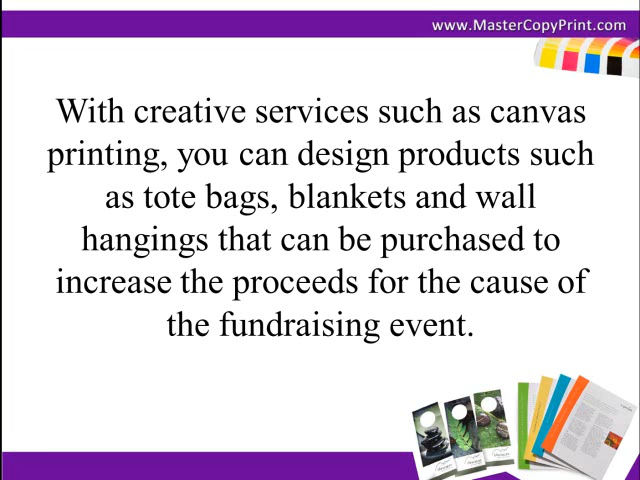 www.MasterCopyPrint.com
With creative services such as canvas
printing, you can design products such
as tote bags, blankets and wall
hangings that can be purchased to
increase the proceeds for the cause of
the fundraising event.